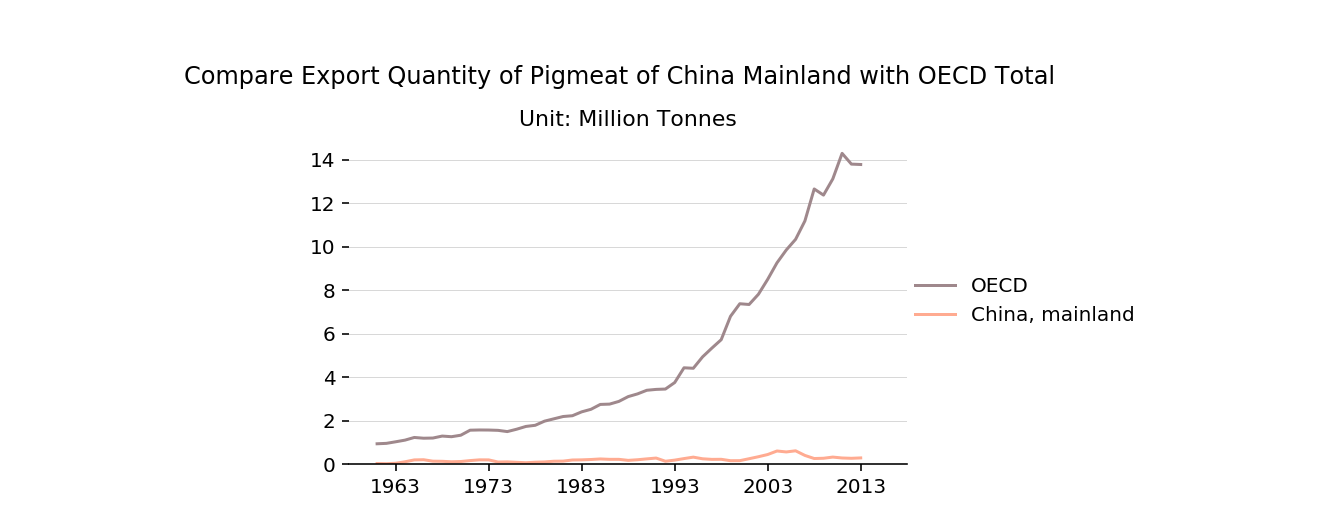 Compare Export Quantity of Pigmeat of China Mainland with OECD Total
Unit: Million Tonnes
14
12
10
8
6
4
2
0
1963 1973 1983 1993 2003 2013
OECD
China, mainland